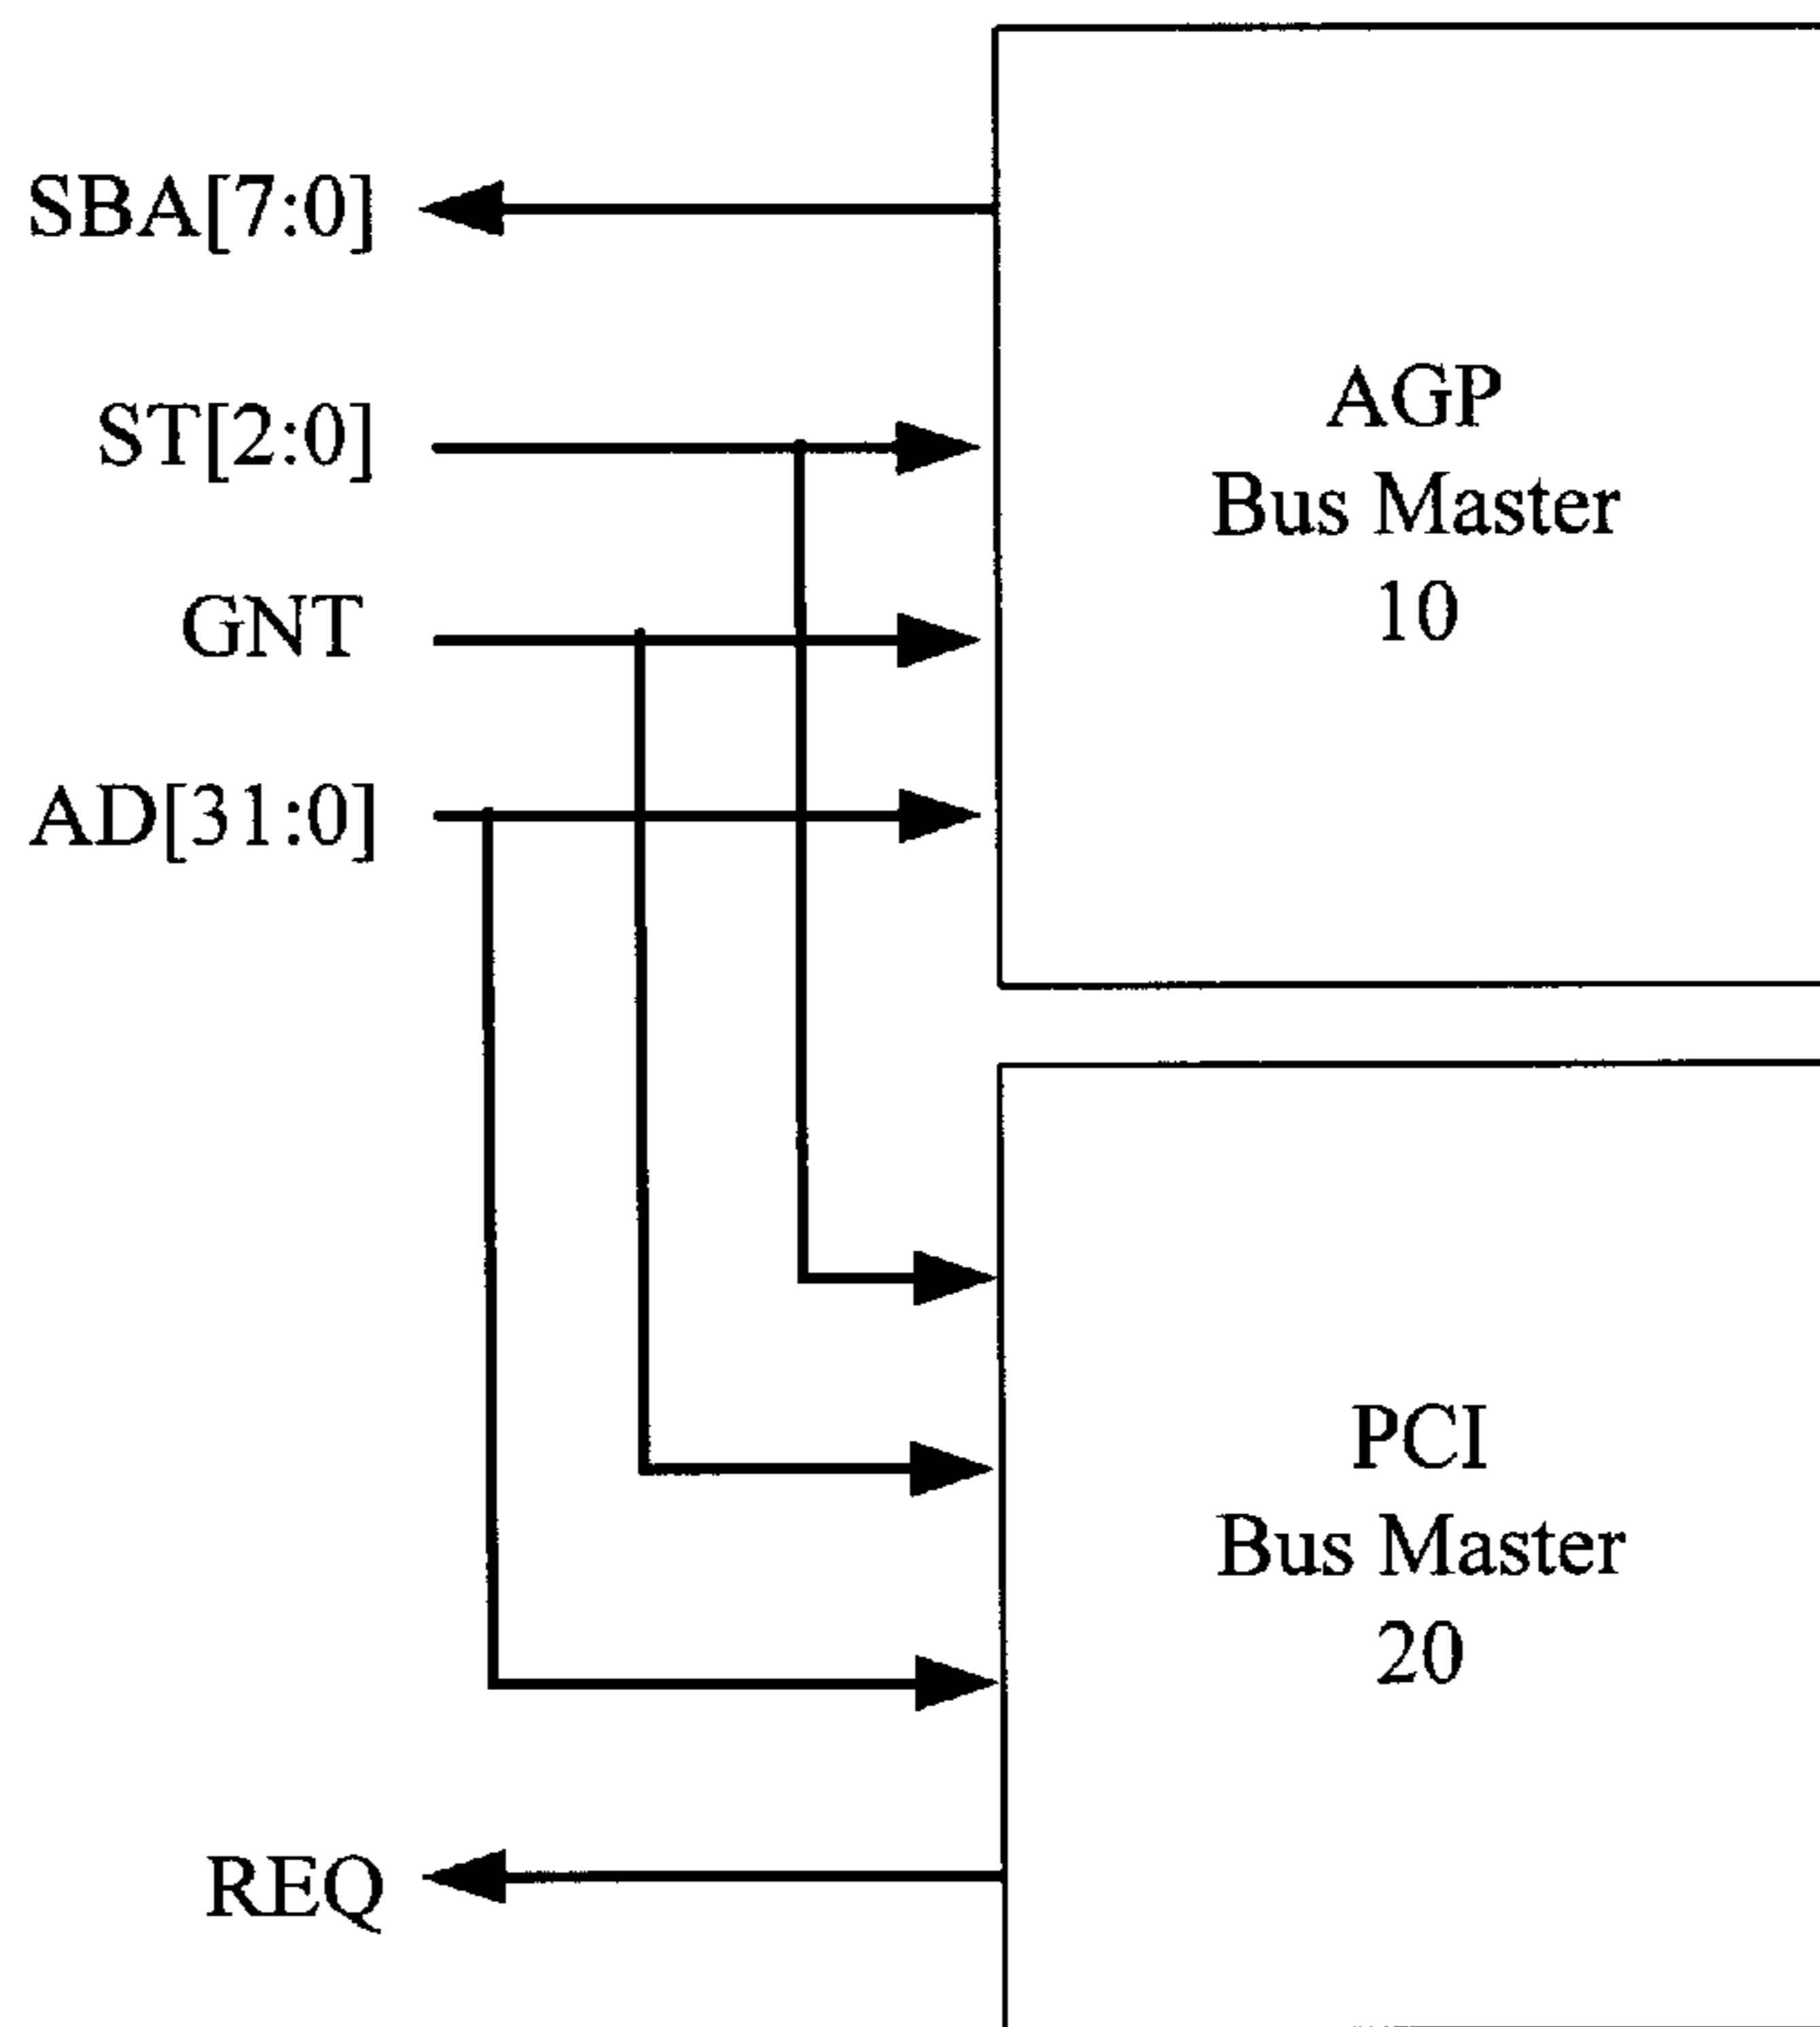 SBA[7:0]
ST[2:0]
GNT
AD[31:0]
AGP
Bus Master
10
PCI
Bus Master
20
REQ